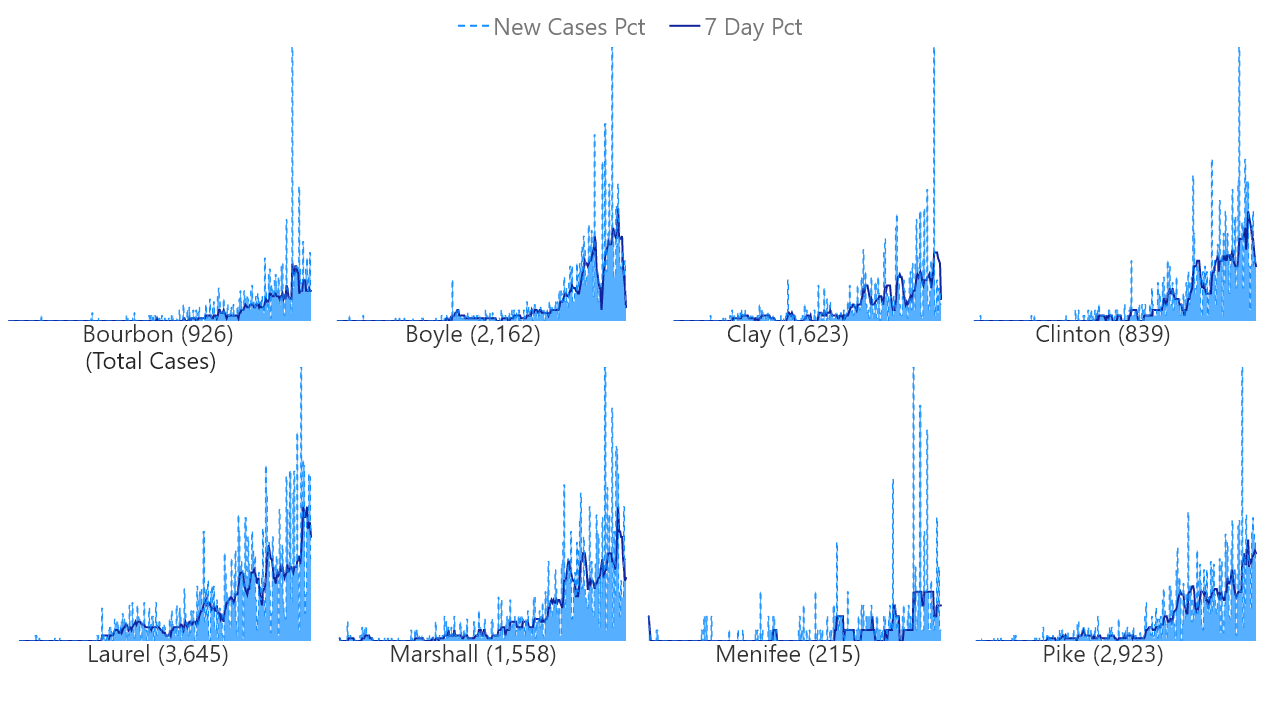 New Cases Pct 7 Day Pct
Bourbon (926) Boyle (2,162) Clay (1,623) Clinton (839)
(Total Cases)
Laurel (3,645) Marshall (1,558) Menifee (215) Pike (2,923)